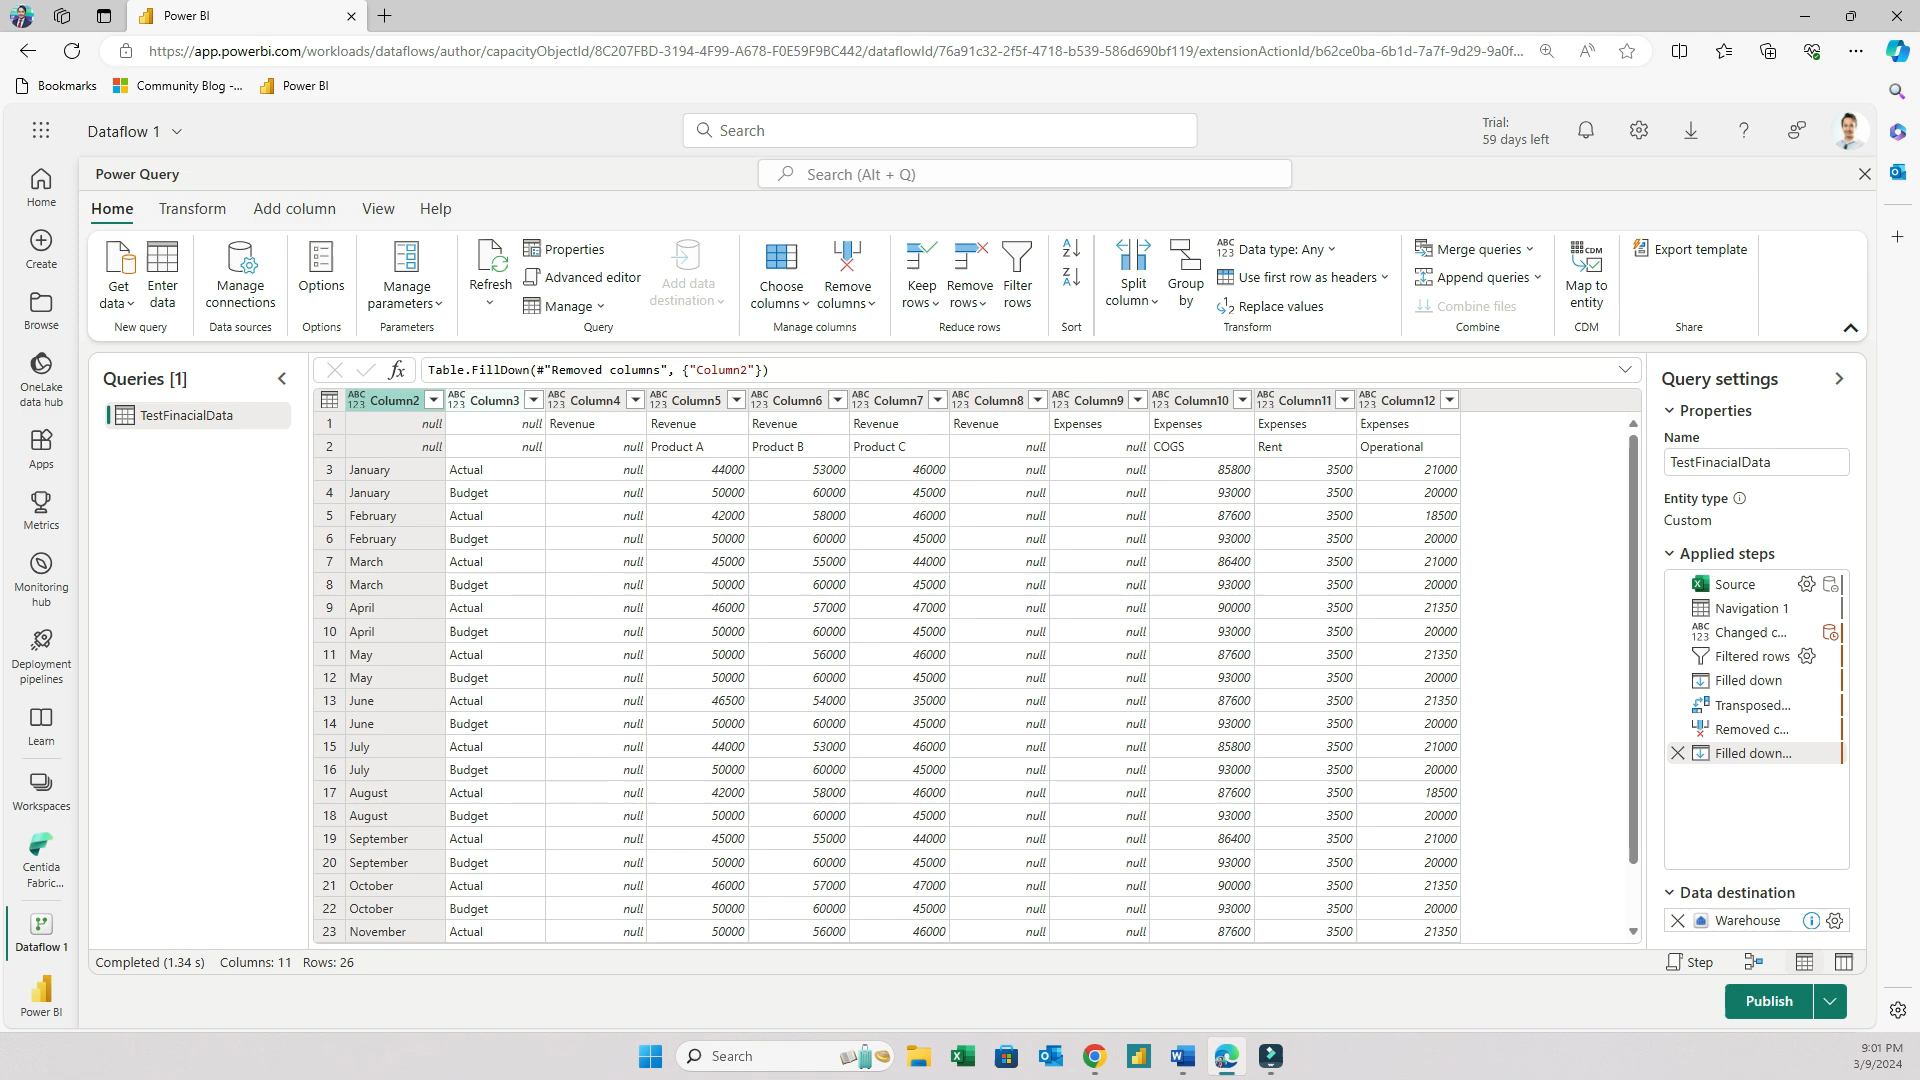 Power BI
https://app.powerbi.com/workloads/dataflows/author/capacityObjectId/8C207FBD-3194-4F99-A678-F0E59F9BC442/dataflowId/76a91c32-2f5f-4718-b539-586d690bf119/extensionActionId/b62ce0ba-6b1d-7a7f-9d29-9a0f...
Bookmarks Community Blog -... Power BI
Dataflow 1 Search Trial: 59 days left
Power Query Search (Alt + Q)
Home Transform Add column View Help
Get data Enter data New query
Manage connections Data sources
Options Options
Manage parameters Parameters
Refresh Properties Advanced editor Manage Add data destination Query
Choose columns Remove columns Manage columns
Keep rows Remove rows Filter rows Reduce rows
Sort
Split column Group by Data type: Any Use first row as headers Replace values Transform
Merge queries Append queries Combine files Combine
Map to entity CDM
Export template Share
Home
Create
Browse
OneLake data hub
Apps
Metrics
Monitoring hub
Deployment pipelines
Learn
Workspaces
Centida Fabric...
Dataflow 1
Power BI
Queries [1]
TestFinacialData
fx Table.FillDown(#"Removed columns", {"Column2"})
Column2 Column3 Column4 Column5 Column6 Column7 Column8 Column9 Column10 Column11 Column12
1 null null Revenue Revenue Revenue Revenue Revenue Expenses Expenses Expenses Expenses
2 null null null Product A Product B Product C null null COGS Rent Operational
3 January Actual null 44000 53000 46000 null null 85800 3500 21000
4 January Budget null 50000 60000 45000 null null 93000 3500 20000
5 February Actual null 42000 58000 46000 null null 87600 3500 18500
6 February Budget null 50000 60000 45000 null null 93000 3500 20000
7 March Actual null 45000 55000 44000 null null 86400 3500 21000
8 March Budget null 50000 60000 45000 null null 93000 3500 20000
9 April Actual null 46000 57000 47000 null null 90000 3500 21350
10 April Budget null 50000 60000 45000 null null 93000 3500 20000
11 May Actual null 50000 56000 46000 null null 87600 3500 21350
12 May Budget null 50000 60000 45000 null null 93000 3500 20000
13 June Actual null 46500 54000 35000 null null 87600 3500 21350
14 June Budget null 50000 60000 45000 null null 93000 3500 20000
15 July Actual null 44000 53000 46000 null null 85800 3500 21000
16 July Budget null 50000 60000 45000 null null 93000 3500 20000
17 August Actual null 42000 58000 46000 null null 87600 3500 18500
18 August Budget null 50000 60000 45000 null null 93000 3500 20000
19 September Actual null 45000 55000 44000 null null 86400 3500 21000
20 September Budget null 50000 60000 45000 null null 93000 3500 20000
21 October Actual null 46000 57000 47000 null null 90000 3500 21350
22 October Budget null 50000 60000 45000 null null 93000 3500 20000
23 November Actual null 50000 56000 46000 null null 87600 3500 21350
Query settings
Properties
Name
TestFinacialData
Entity type
Custom
Applied steps
Source
Navigation 1
Changed c...
Filtered rows
Filled down
Transposed...
Removed c...
Filled down...
Data destination
Warehouse
Completed (1.34 s) Columns: 11 Rows: 26 Step
Publish
Search
9:01 PM
3/9/2024